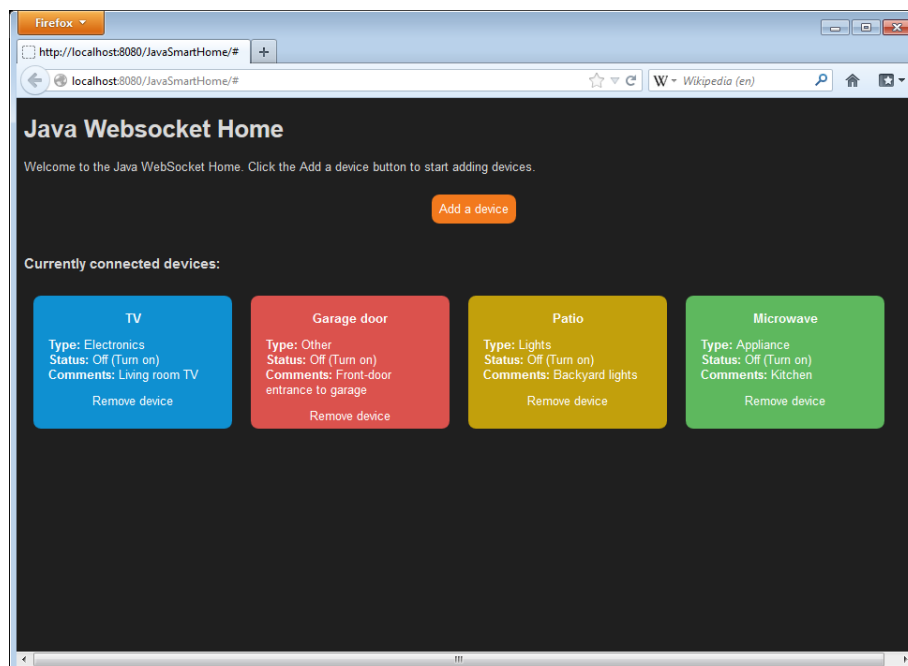 Firefox
http://localhost:8080/JavaSmartHome/#
localhost:8080/JavaSmartHome/#
W Wikipedia (en)
Java Websocket Home
Welcome to the Java WebSocket Home. Click the Add a device button to start adding devices.
Add a device
Currently connected devices:
TV
Type: Electronics
Status: Off (Turn on)
Comments: Living room TV
Remove device
Garage door
Type: Other
Status: Off (Turn on)
Comments: Front-door
entrance to garage
Remove device
Patio
Type: Lights
Status: Off (Turn on)
Comments: Backyard lights
Remove device
Microwave
Type: Appliance
Status: Off (Turn on)
Comments: Kitchen
Remove device